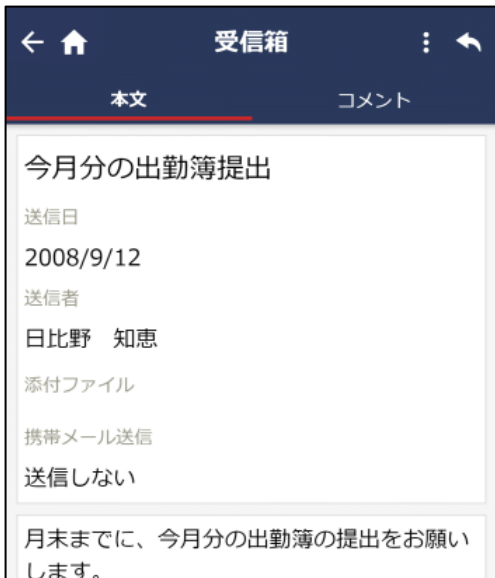 受信箱
本文
コメント
今月分の出勤簿提出
送信日
2008/9/12
送信者
日比野　知恵
添付ファイル
携帯メール送信
送信しない
月末までに、今月分の出勤簿の提出をお願い
します。